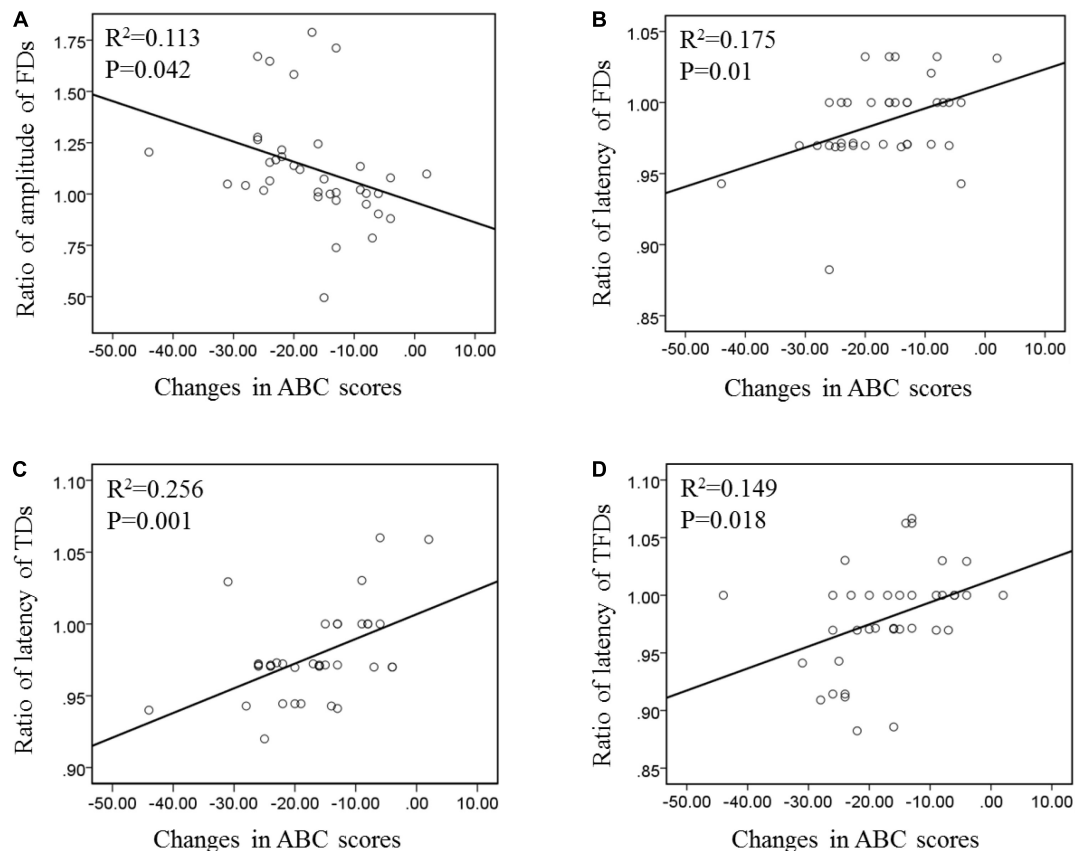 A
R²=0.113
P=0.042
Ratio of amplitude of FDs
1.75
1.50
1.25
1.00
.75
.50
-50.00 -40.00 -30.00 -20.00 -10.00 .00 10.00
Changes in ABC scores
B
R²=0.175
P=0.01
Ratio of latency of FDs
1.05
1.00
.95
.90
.85
-50.00 -40.00 -30.00 -20.00 -10.00 .00 10.00
Changes in ABC scores
C
R²=0.256
P=0.001
Ratio of latency of TDs
1.10
1.05
1.00
.95
.90
-50.00 -40.00 -30.00 -20.00 -10.00 .00 10.00
Changes in ABC scores
D
R²=0.149
P=0.018
Ratio of latency of TFDs
1.10
1.05
1.00
.95
.90
.85
-50.00 -40.00 -30.00 -20.00 -10.00 .00 10.00
Changes in ABC scores